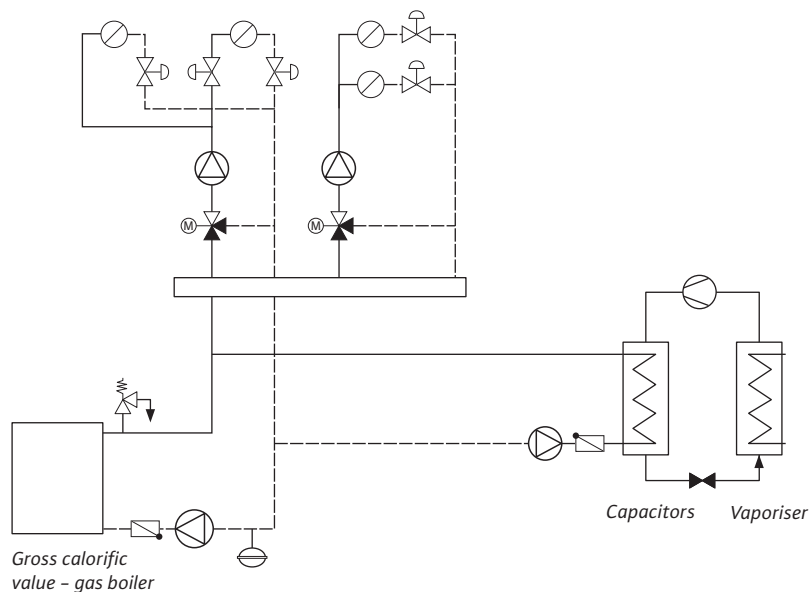 M
M
Capacitors
Vaporiser
Gross calorific
value – gas boiler